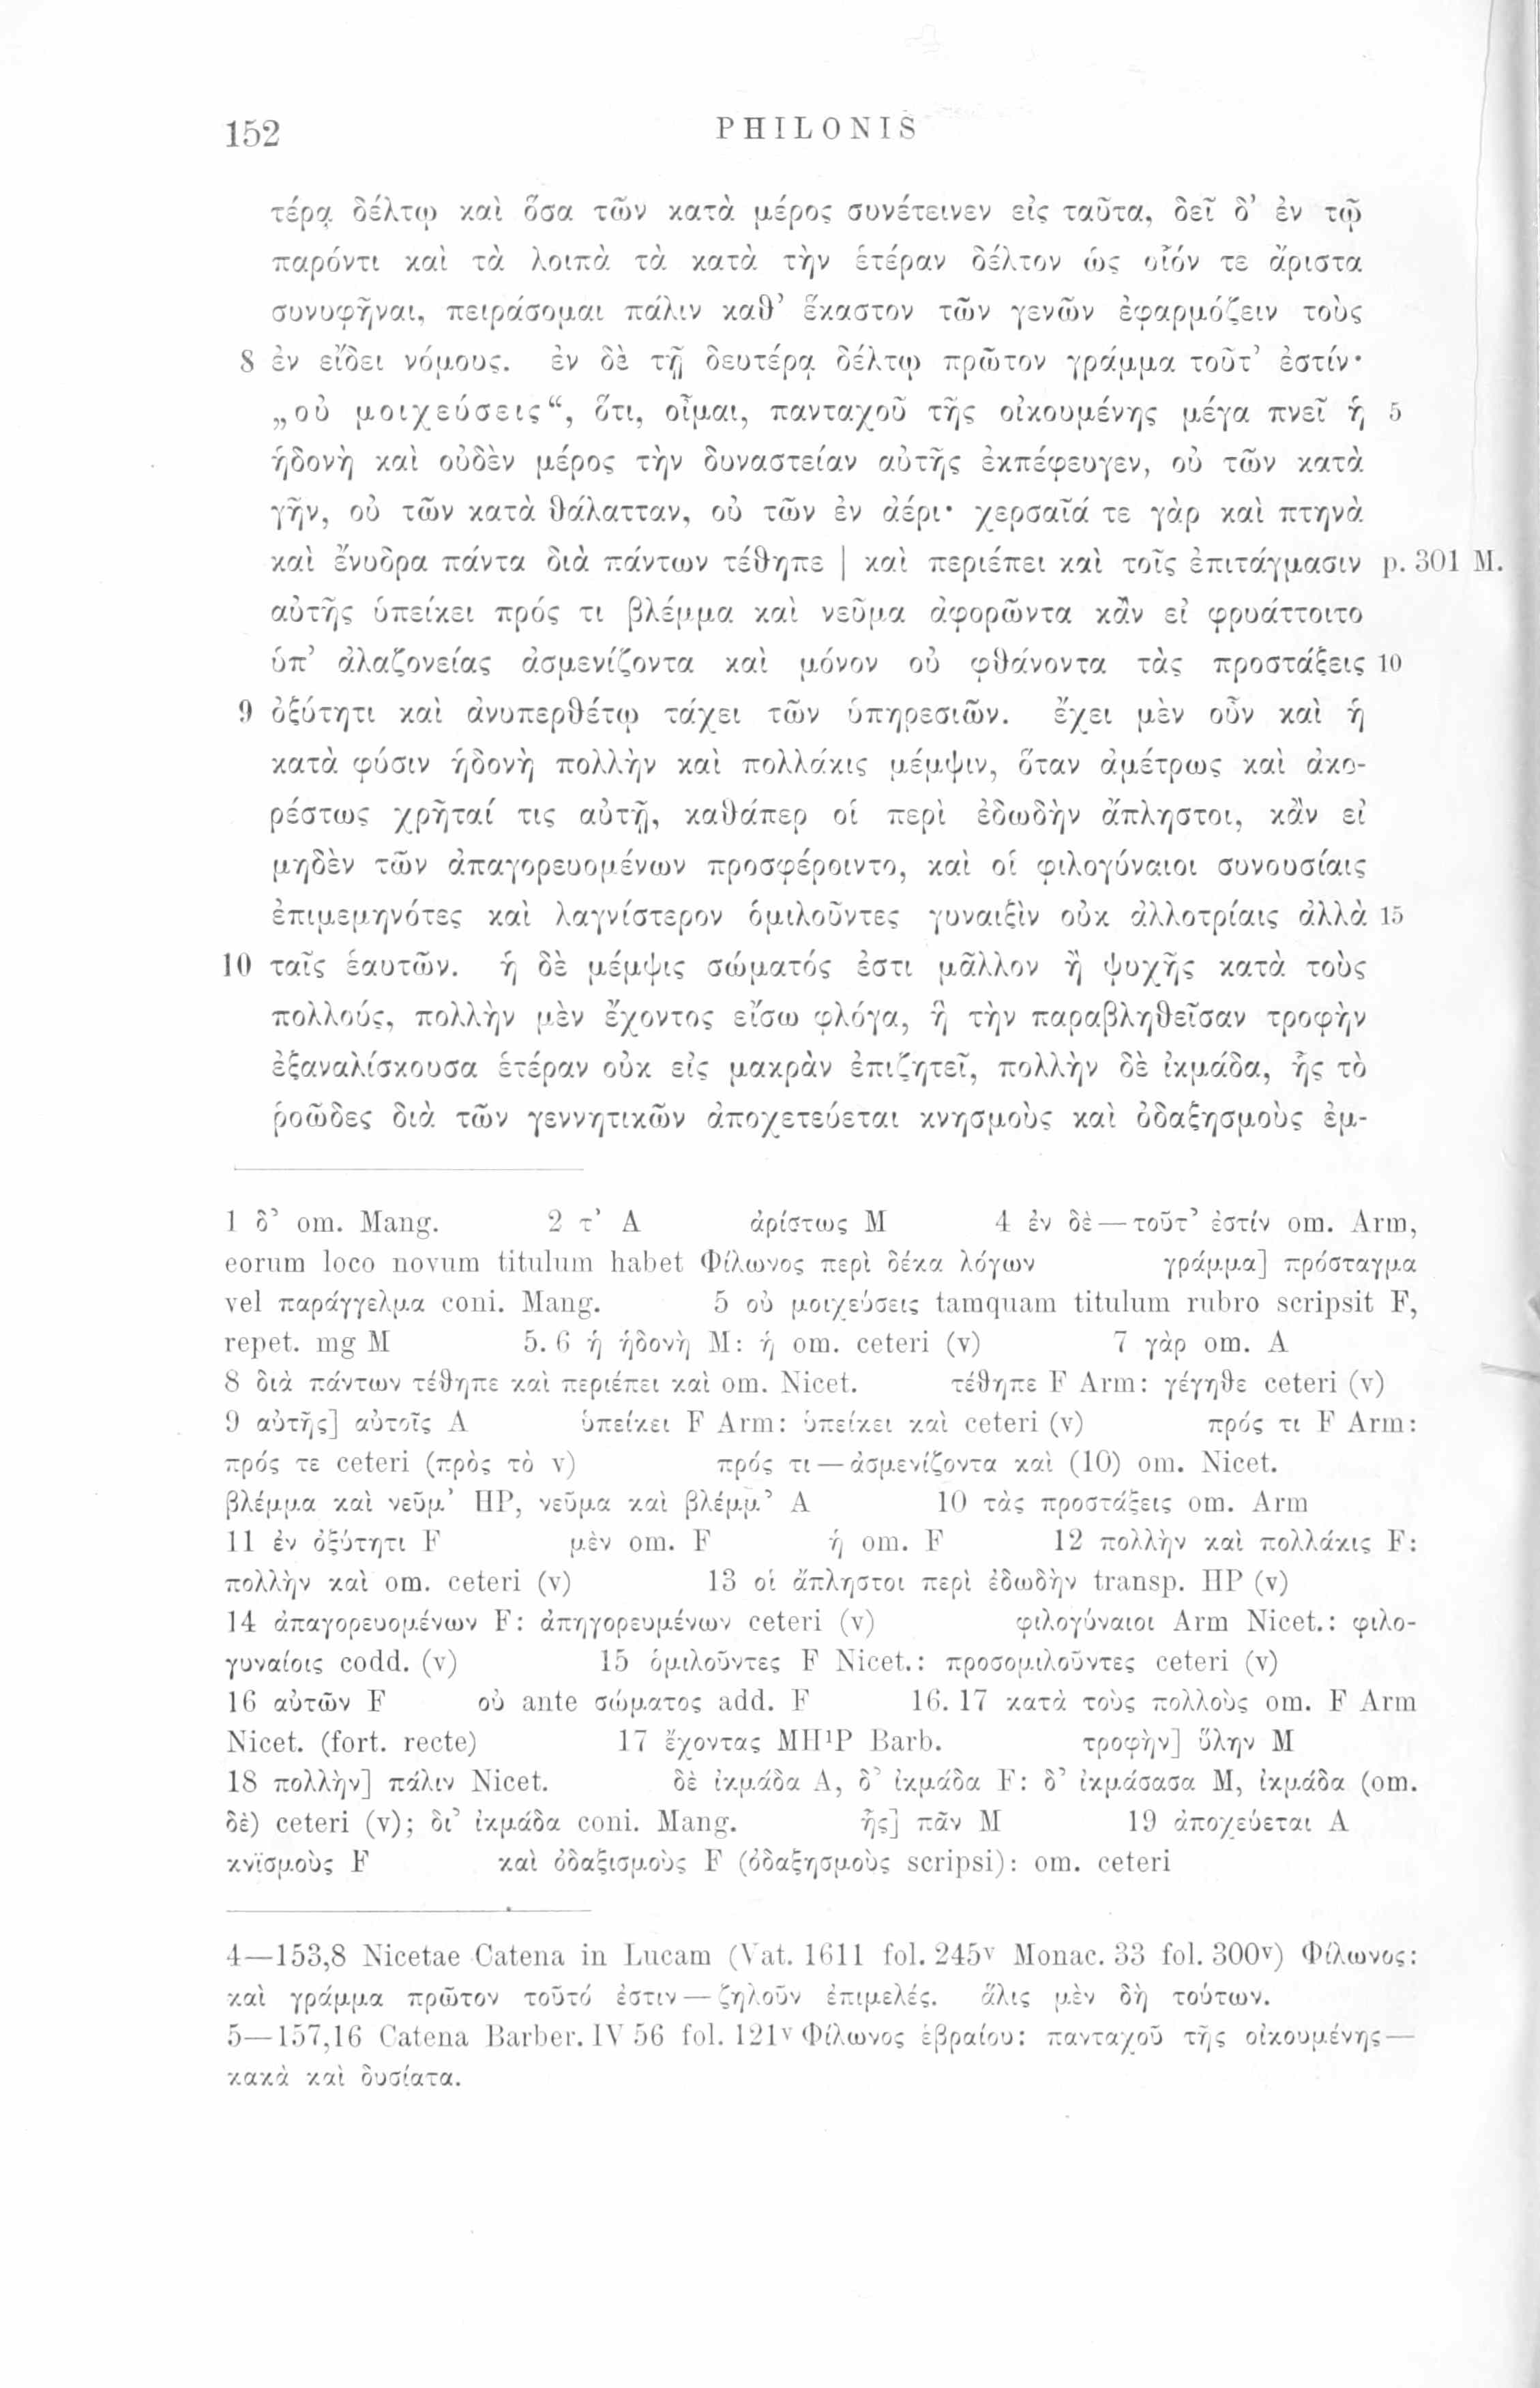 152 PHILONIS
τέρᾳ δέλτῳ καὶ ὅσα τῶν κατὰ μέρος συνέτεινεν εἰς ταῦτα, δεῖ δ’ ἐν τῷ
παρόντι καὶ τὰ λοιπὰ τὰ κατὰ τὴν ἑτέραν δέλτον ὡς οἷόν τε ἄριστα
συνυφῆναι, πειράσομαι πάλιν καθ’ ἕκαστον τῶν γενῶν ἐφαρμόζειν τοὺς
8 ἐν εἴδει νόμους. ἐν δὲ τῇ δευτέρᾳ δέλτῳ πρῶτον γράμμα τοῦτ’ ἐστίν·
„οὐ μοιχεύσεις“, ὅτι, οἶμαι, πανταχοῦ τῆς οἰκουμένης μέγα πνεῖ ἡ 5
ἡδονὴ καὶ οὐδὲν μέρος τὴν δυναστείαν αὐτῆς ἐκπέφευγεν, οὐ τῶν κατὰ
γῆν, οὐ τῶν κατὰ θάλατταν, οὐ τῶν ἐν ἀέρι· χερσαῖά τε γὰρ καὶ πτηνὰ
καὶ ἔνυδρα πάντα διὰ πάντων τέθηπε | καὶ περιέπει καὶ τοῖς ἐπιτάγμασιν p. 301 M.
αὐτῆς ὑπείκει πρός τι βλέμμα καὶ νεῦμα ἀφορῶντα κἂν εἰ φρυάττοιτο
ὑπ’ ἀλαζονείας ἀσμενίζοντα καὶ μόνον οὐ φθάνοντα τὰς προστάξεις 10
9 ὀξύτητι καὶ ἀνυπερθέτῳ τάχει τῶν ὑπηρεσιῶν. ἔχει μὲν οὖν καὶ ἡ
κατὰ φύσιν ἡδονὴ πολλὴν καὶ πολλάκις μέμψιν, ὅταν ἀμέτρως καὶ ἀκο-
ρέστως χρῆταί τις αὐτῇ, καθάπερ οἱ περὶ ἐδωδὴν ἄπληστοι, κἂν εἰ
μηδὲν τῶν ἀπαγορευομένων προσφέροιντο, καὶ οἱ φιλογύναιοι συνουσίαις
ἐπιμεμηνότες καὶ λαγνίστερον ὁμιλοῦντες γυναιξὶν οὐκ ἀλλοτρίαις ἀλλὰ 15
10 ταῖς ἑαυτῶν. ἡ δὲ μέμψις σώματός ἐστι μᾶλλον ἢ ψυχῆς κατὰ τοὺς
πολλούς, πολλὴν μὲν ἔχοντος εἴσω φλόγα, ἣ τὴν παραβληθεῖσαν τροφὴν
ἐξαναλίσκουσα ἑτέραν οὐκ εἰς μακρὰν ἐπιζητεῖ, πολλὴν δὲ ἰκμάδα, ἧς τὸ
ῥοῶδες διὰ τῶν γεννητικῶν ἀποχετεύεται κνησμοὺς καὶ ὀδαξησμοὺς ἐμ-
1 δ’ om. Mang. 2 τ’ A ἀρίστως M 4 ἐν δὲ — τοῦτ’ ἐστίν om. Arm,
eorum loco novum titulum habet Φίλωνος περὶ δέκα λόγων γράμμα] πρόσταγμα
vel παράγγελμα coni. Mang. 5 οὐ μοιχεύσεις tamquam titulum rubro scripsit F,
repet. mg M 5. 6 ἡ ἡδονὴ M: ἡ om. ceteri (v) 7 γὰρ om. A
8 διὰ πάντων τέθηπε καὶ περιέπει καὶ om. Nicet. τέθηπε F Arm: γέγηθε ceteri (v)
9 αὐτῆς] αὐτοῖς A ὑπείκει F Arm: ὑπείκει καὶ ceteri (v) πρός τι F Arm:
πρός τε ceteri (πρὸς τὸ v) πρός τι — ἀσμενίζοντα καὶ (10) om. Nicet.
βλέμμα καὶ νεῦμ’ HP, νεῦμα καὶ βλέμμ’ A 10 τὰς προστάξεις om. Arm
11 ἐν ὀξύτητι F μὲν om. F ἡ om. F 12 πολλὴν καὶ πολλάκις F:
πολλὴν καὶ om. ceteri (v) 13 οἱ ἄπληστοι περὶ ἐδωδὴν transp. HP (v)
14 ἀπαγορευομένων F: ἀπηγορευμένων ceteri (v) φιλογύναιοι Arm Nicet.: φιλο-
γυναίοις codd. (v) 15 ὁμιλοῦντες F Nicet.: προσομιλοῦντες ceteri (v)
16 αὐτῶν F οὐ ante σώματος add. F 16. 17 κατὰ τοὺς πολλοὺς om. F Arm
Nicet. (fort. recte) 17 ἔχοντας MH¹P Barb. τροφὴν] ὕλην M
18 πολλὴν] πάλιν Nicet. δὲ ἰκμάδα A, δ’ ἰκμάδα F: δ’ ἰκμάσασα M, ἰκμάδα (om.
δὲ) ceteri (v); δι’ ἰκμάδα coni. Mang. ἧς] πᾶν M 19 ἀποχεύεται A
κνϊσμοὺς F καὶ ὀδαξισμοὺς F (ὀδαξησμοὺς scripsi): om. ceteri
4—153,8 Nicetae Catena in Lucam (Vat. 1611 fol. 245ᵛ Monac. 33 fol. 300ᵛ) Φίλωνος:
καὶ γράμμα πρῶτον τοῦτό ἐστιν — ζηλοῦν ἐπιμελές. ἅλις μὲν δὴ τούτων.
5—157,16 Catena Barber. IV 56 fol. 121ᵛ Φίλωνος ἑβραίου: πανταχοῦ τῆς οἰκουμένης —
κακὰ καὶ δυσίατα.